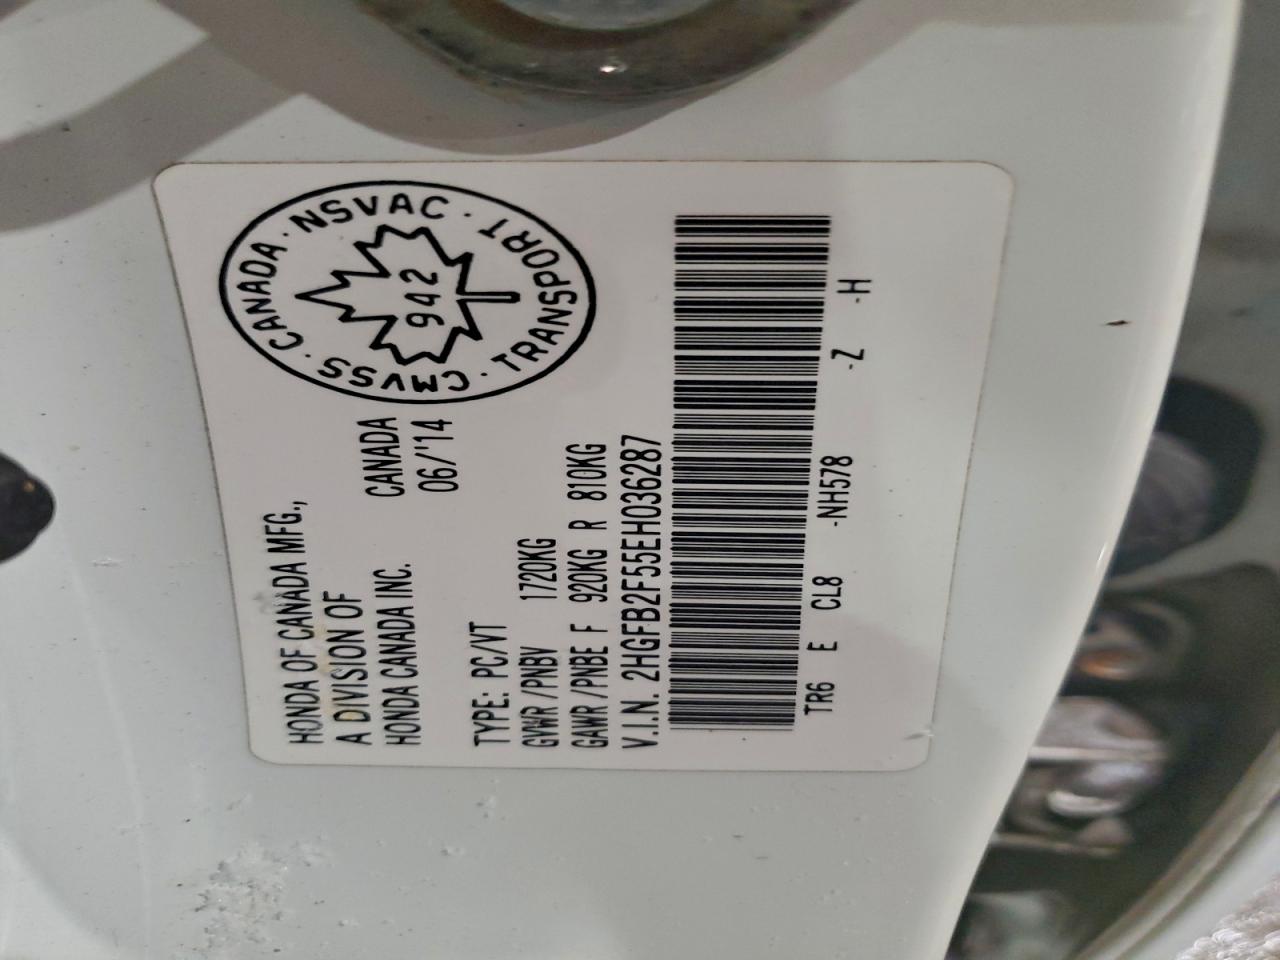 HONDA OF CANADA MFG.,
A DIVISION OF
HONDA CANADA INC.
CANADA
06/'14
CMVSS · CANADA · NSVAC · TRANSPORT · TRANSPORT
942
TYPE: PC/VT
GVWR /PNBV 1720KG
GAWR /PNBE F 920KG R 810KG
V.I.N. 2HGFB2F55EH036287
TR6 E CL8 -NH578 -Z -H